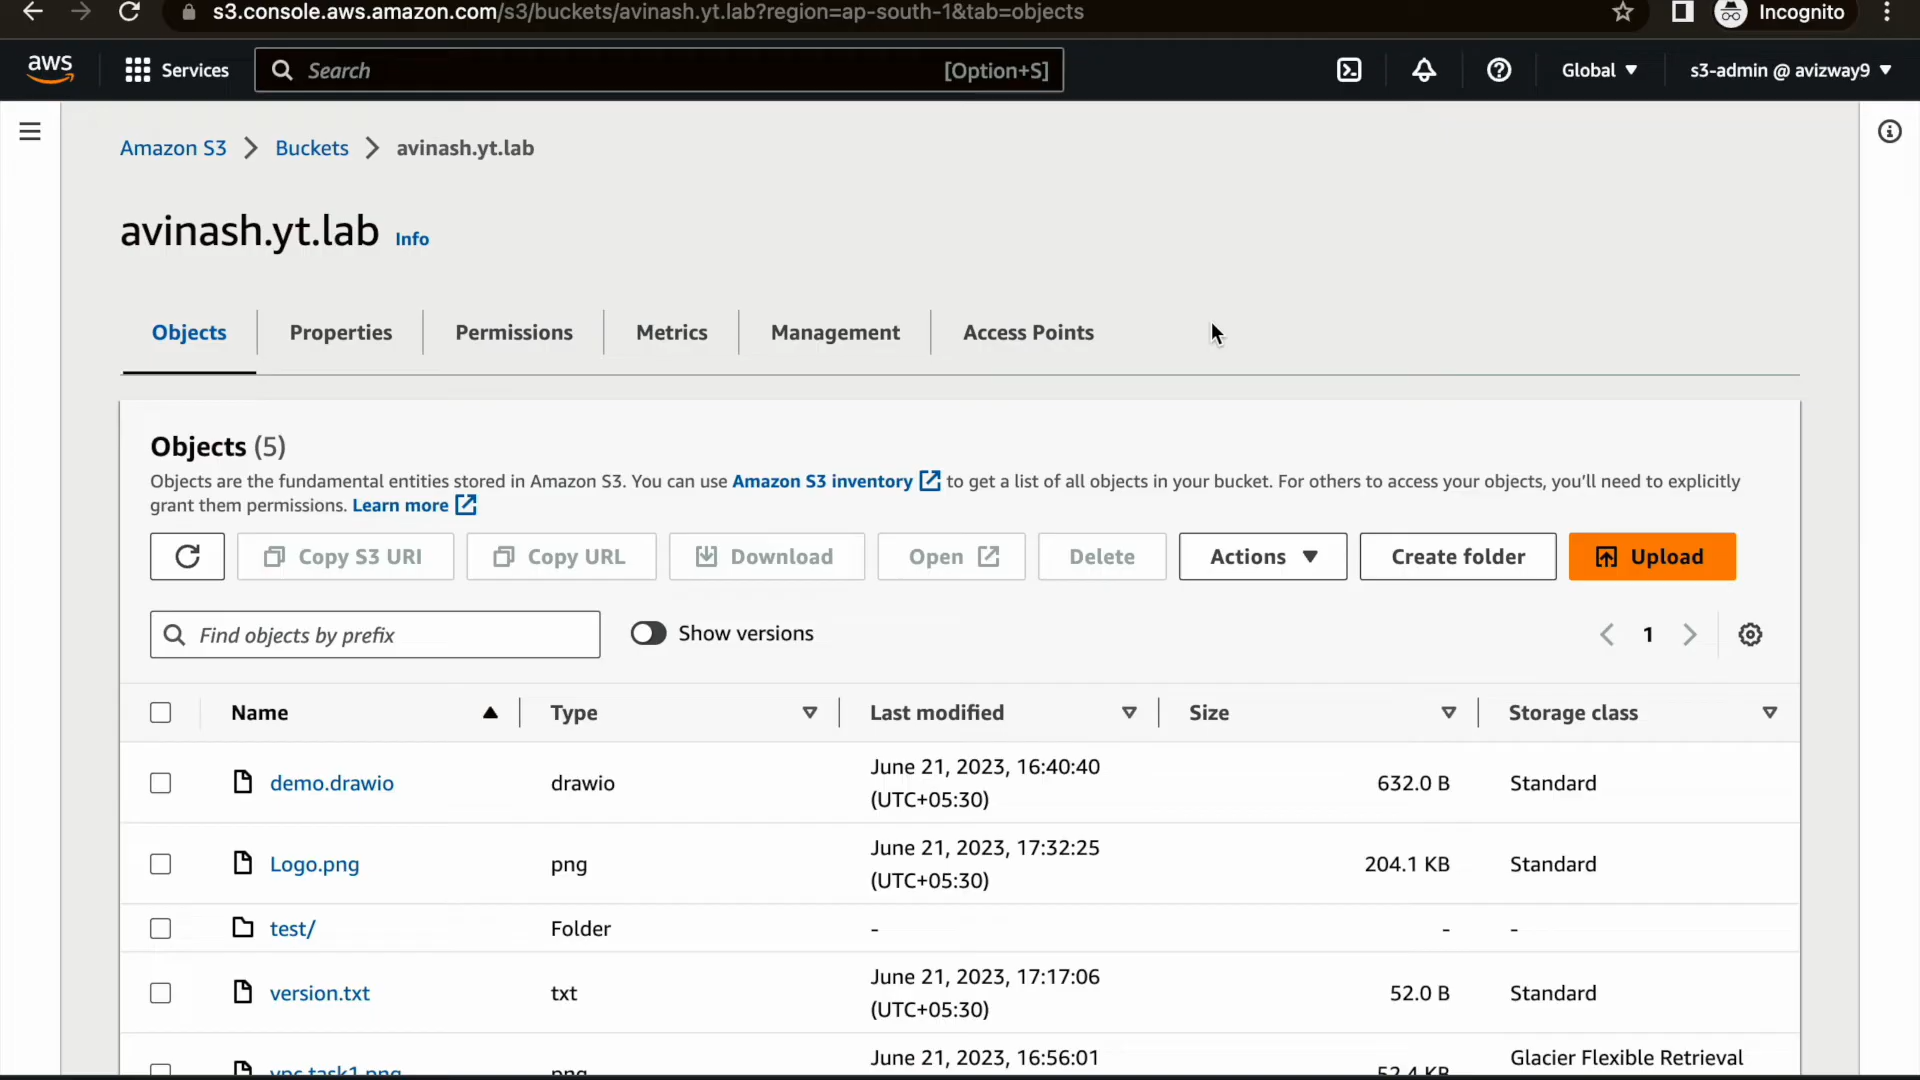 s3.console.aws.amazon.com/s3/buckets/avinash.yt.lab?region=ap-south-1&tab=objects
Incognito
aws
Services
Search
[Option+S]
Global
s3-admin @ avizway9
Amazon S3
Buckets
avinash.yt.lab
avinash.yt.lab Info
Objects
Properties
Permissions
Metrics
Management
Access Points
Objects (5)
Objects are the fundamental entities stored in Amazon S3. You can use Amazon S3 inventory to get a list of all objects in your bucket. For others to access your objects, you'll need to explicitly
grant them permissions. Learn more
Copy S3 URI
Copy URL
Download
Open
Delete
Actions
Create folder
Upload
Find objects by prefix
Show versions
1
Name
Type
Last modified
Size
Storage class
demo.drawio
drawio
June 21, 2023, 16:40:40
(UTC+05:30)
632.0 B
Standard
Logo.png
png
June 21, 2023, 17:32:25
(UTC+05:30)
204.1 KB
Standard
test/
Folder
-
-
-
version.txt
txt
June 21, 2023, 17:17:06
(UTC+05:30)
52.0 B
Standard
vpc task1.png
png
June 21, 2023, 16:56:01
52.4 KB
Glacier Flexible Retrieval